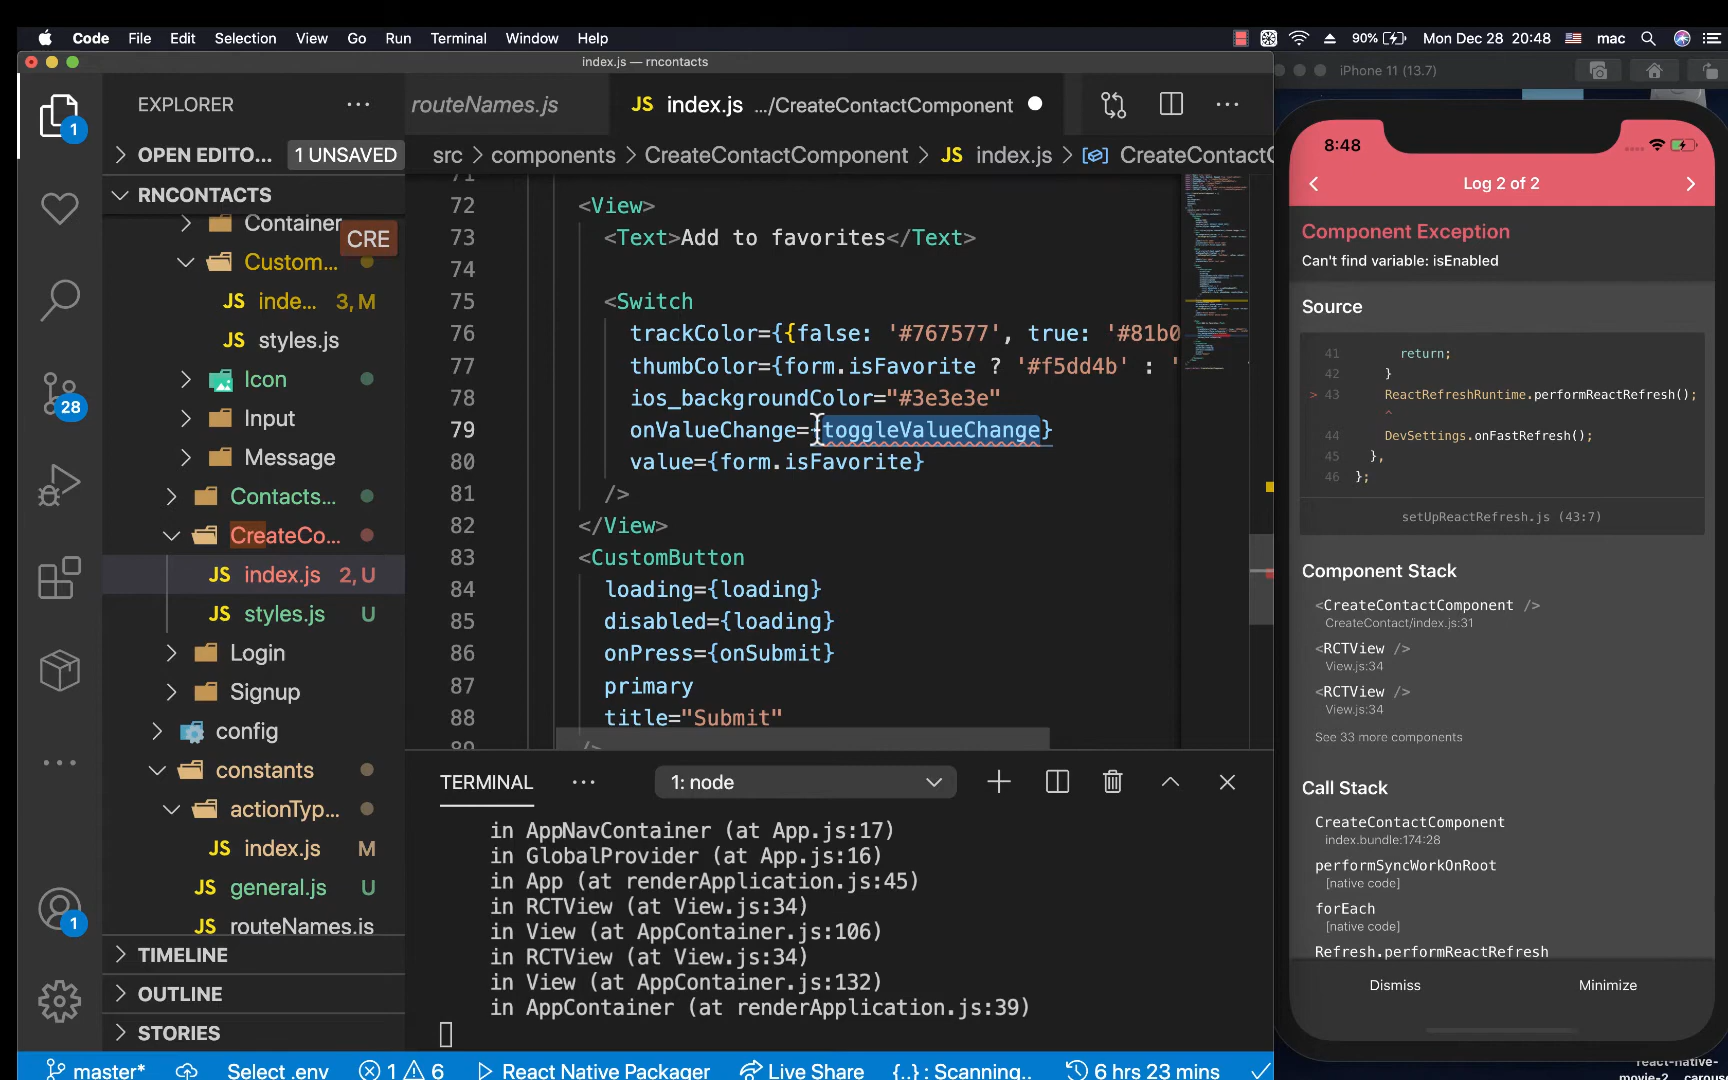 Code File Edit Selection View Go Run Terminal Window Help
90% Mon Dec 28 20:48 mac
index.js — rncontacts
iPhone 11 (13.7)
EXPLORER
OPEN EDITO... 1 UNSAVED
RNCONTACTS
Container
CRE
Custom...
inde... 3, M
styles.js
Icon
Input
Message
Contacts...
CreateCo...
index.js 2, U
styles.js U
Login
Signup
config
constants
actionTyp...
index.js M
general.js U
routeNames.js
TIMELINE
OUTLINE
STORIES
1
28
1
routeNames.js
JS index.js .../CreateContactComponent
src > components > CreateContactComponent > JS index.js > CreateContactC
71
72 <View>
73 <Text>Add to favorites</Text>
74
75 <Switch
76 trackColor={{false: '#767577', true: '#81b0
77 thumbColor={form.isFavorite ? '#f5dd4b' : '
78 ios_backgroundColor="#3e3e3e"
79 onValueChange={toggleValueChange}
80 value={form.isFavorite}
81 />
82 </View>
83 <CustomButton
84 loading={loading}
85 disabled={loading}
86 onPress={onSubmit}
87 primary
88 title="Submit"
89 />
TERMINAL ... 1: node
in AppNavContainer (at App.js:17)
in GlobalProvider (at App.js:16)
in App (at renderApplication.js:45)
in RCTView (at View.js:34)
in View (at AppContainer.js:106)
in RCTView (at View.js:34)
in View (at AppContainer.js:132)
in AppContainer (at renderApplication.js:39)
master* Select .env 1 6 React Native Packager Live Share {..} : Scanning.. 6 hrs 23 mins
8:48
Log 2 of 2
Component Exception
Can't find variable: isEnabled
Source
41 return;
42 }
> 43 ReactRefreshRuntime.performReactRefresh();
^
44 DevSettings.onFastRefresh();
45 },
46 };
setUpReactRefresh.js (43:7)
Component Stack
<CreateContactComponent />
CreateContact/index.js:31
<RCTView />
View.js:34
<RCTView />
View.js:34
See 33 more components
Call Stack
CreateContactComponent
index.bundle:174:28
performSyncWorkOnRoot
[native code]
forEach
[native code]
Refresh.performReactRefresh
Dismiss Minimize
react-native-
movie-2